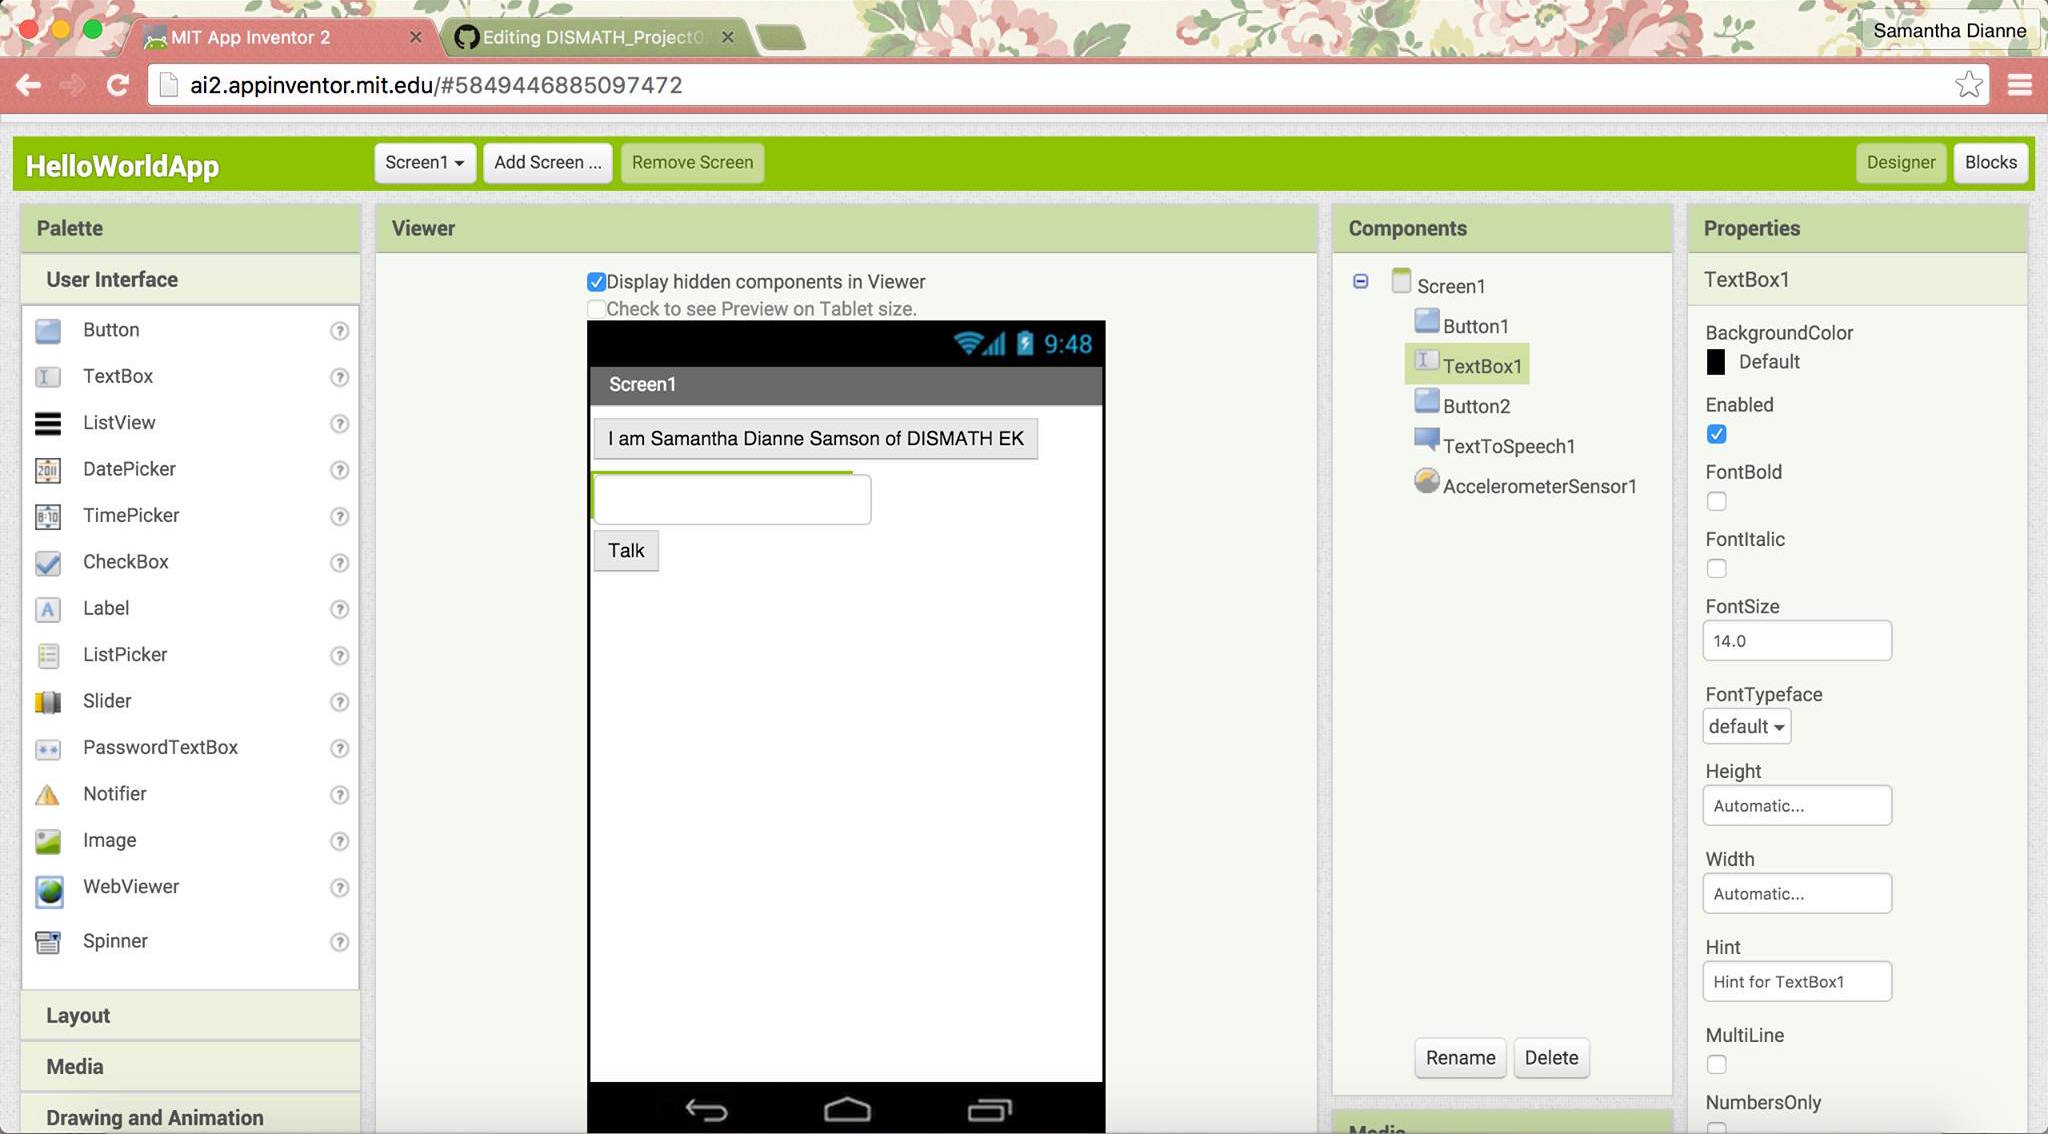 MIT App Inventor 2
Editing DISMATH_Project0
Samantha Dianne
ai2.appinventor.mit.edu/#5849446885097472
HelloWorldApp
Screen1
Add Screen ...
Remove Screen
Designer
Blocks
Palette
User Interface
Button
TextBox
ListView
DatePicker
TimePicker
CheckBox
Label
ListPicker
Slider
PasswordTextBox
Notifier
Image
WebViewer
Spinner
Layout
Media
Drawing and Animation
Viewer
Display hidden components in Viewer
Check to see Preview on Tablet size.
9:48
Screen1
I am Samantha Dianne Samson of DISMATH EK
Talk
Components
Screen1
Button1
TextBox1
Button2
TextToSpeech1
AccelerometerSensor1
Rename
Delete
Media
Properties
TextBox1
BackgroundColor
Default
Enabled
FontBold
FontItalic
FontSize
14.0
FontTypeface
default
Height
Automatic...
Width
Automatic...
Hint
Hint for TextBox1
MultiLine
NumbersOnly